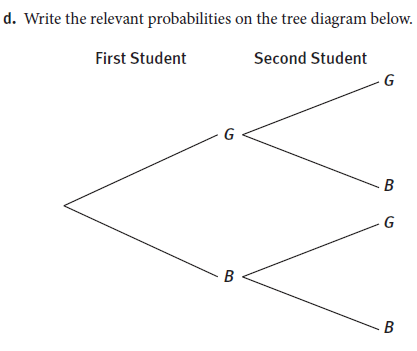 d. Write the relevant probabilities on the tree diagram below.
First Student Second Student
G
G
B
G
B
B